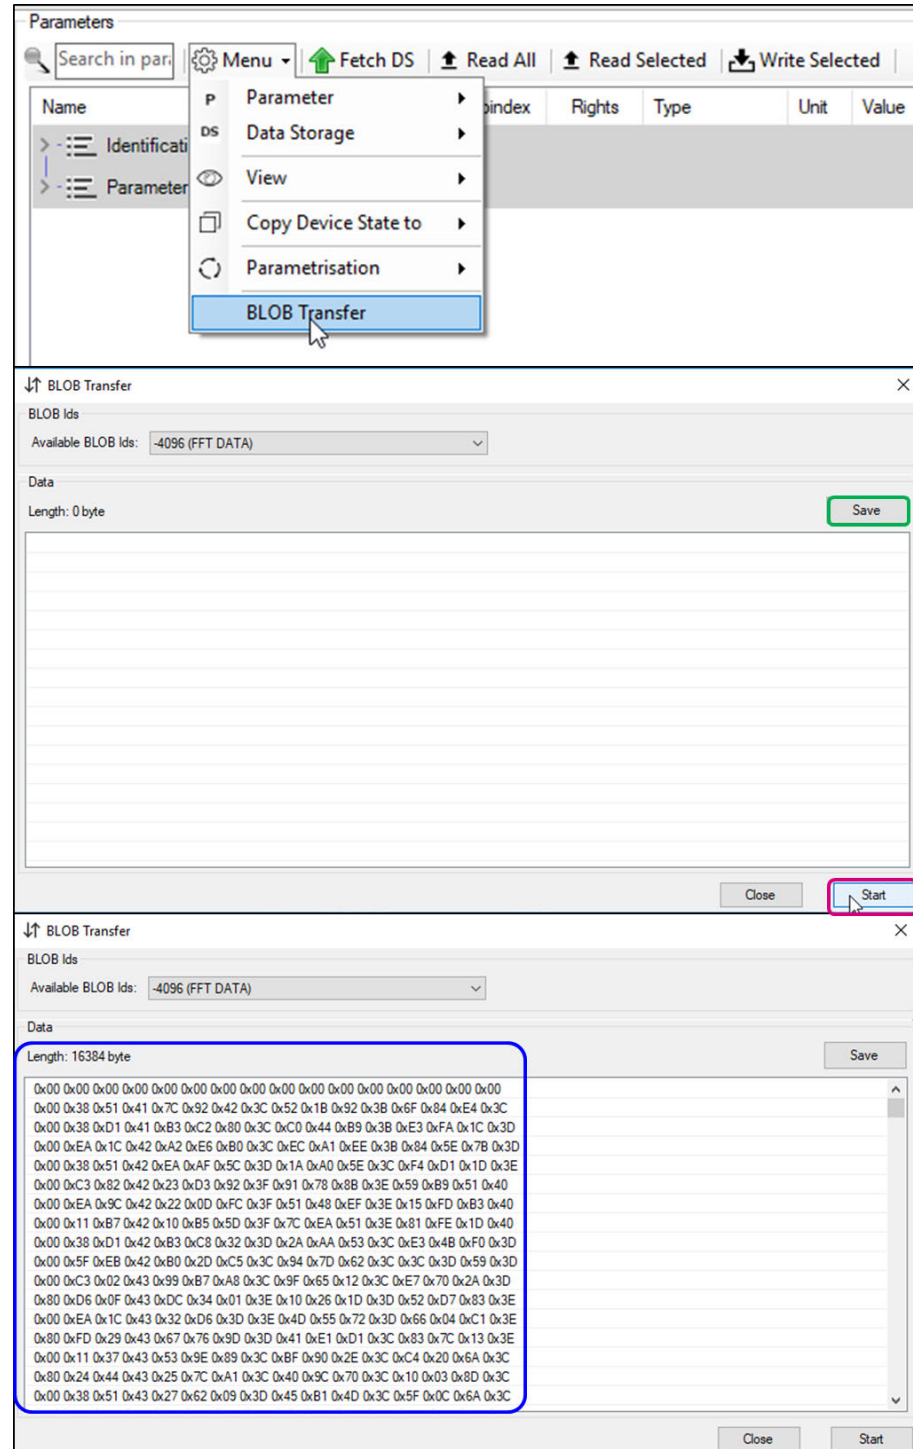 Parameters
Search in par. Menu Fetch DS Read All Read Selected Write Selected
Name Rights Type Unit Value
P Parameter
DS Data Storage
View
Copy Device State to
Parametrisation
BLOB Transfer
BLOB Transfer
BLOB Ids
Available BLOB Ids: -4096 (FFT DATA)
Data
Length: 0 byte Save
Close Start
BLOB Transfer
BLOB Ids
Available BLOB Ids: -4096 (FFT DATA)
Data
Length: 16384 byte Save
0x00 0x00 0x00 0x00 0x00 0x00 0x00 0x00 0x00 0x00 0x00 0x00 0x00 0x00 0x00 0x00
0x00 0x38 0x51 0x41 0x7C 0x92 0x42 0x3C 0x52 0x1B 0x92 0x3B 0x6F 0x84 0xE4 0x3C
0x00 0x38 0xD1 0x41 0xB3 0xC2 0x80 0x3C 0xC0 0x44 0xB9 0x3B 0xE3 0xFA 0x1C 0x3D
0x00 0xEA 0x1C 0x42 0xA2 0xE6 0xB0 0x3C 0xEC 0xA1 0xEE 0x3B 0x84 0x5E 0x7B 0x3D
0x00 0x38 0x51 0x42 0xEA 0xAF 0x5C 0x3D 0x1A 0xA0 0x5E 0x3C 0xF4 0xD1 0x1D 0x3E
0x00 0xC3 0x82 0x42 0x23 0xD3 0x92 0x3F 0x91 0x78 0x8B 0x3E 0x59 0xB9 0x51 0x40
0x00 0xEA 0x9C 0x42 0x22 0x0D 0xFC 0x3F 0x51 0x48 0xEF 0x3E 0x15 0xFD 0xB3 0x40
0x00 0x11 0xB7 0x42 0x10 0xB5 0x5D 0x3F 0x7C 0xEA 0x51 0x3E 0x81 0xFE 0x1D 0x40
0x00 0x38 0xD1 0x42 0xB3 0xC8 0x32 0x3D 0x2A 0xAA 0x53 0x3C 0xE3 0x4B 0xF0 0x3D
0x00 0x5F 0xEB 0x42 0xB0 0x2D 0xC5 0x3C 0x94 0x7D 0x62 0x3C 0x3C 0x3D 0x59 0x3D
0x00 0xC3 0x02 0x43 0x99 0xB7 0xA8 0x3C 0x9F 0x65 0x12 0x3C 0xE7 0x70 0x2A 0x3D
0x80 0xD6 0x0F 0x43 0xDC 0x34 0x01 0x3E 0x10 0x26 0x1D 0x3D 0x52 0xD7 0x83 0x3E
0x00 0xEA 0x1C 0x43 0x32 0xD6 0x3D 0x3E 0x4D 0x55 0x72 0x3D 0x66 0x04 0xC1 0x3E
0x80 0xFD 0x29 0x43 0x67 0x76 0x9D 0x3D 0x41 0xE1 0xD1 0x3C 0x83 0x7C 0x13 0x3E
0x00 0x11 0x37 0x43 0x53 0x9E 0x89 0x3C 0xBF 0x90 0x2E 0x3C 0xC4 0x20 0x6A 0x3C
0x80 0x24 0x44 0x43 0x25 0x7C 0xA1 0x3C 0x40 0x9C 0x70 0x3C 0x10 0x03 0x8D 0x3C
0x00 0x38 0x51 0x43 0x27 0x62 0x09 0x3D 0x45 0xB1 0x4D 0x3C 0x5F 0x0C 0x6A 0x3C
Close Start